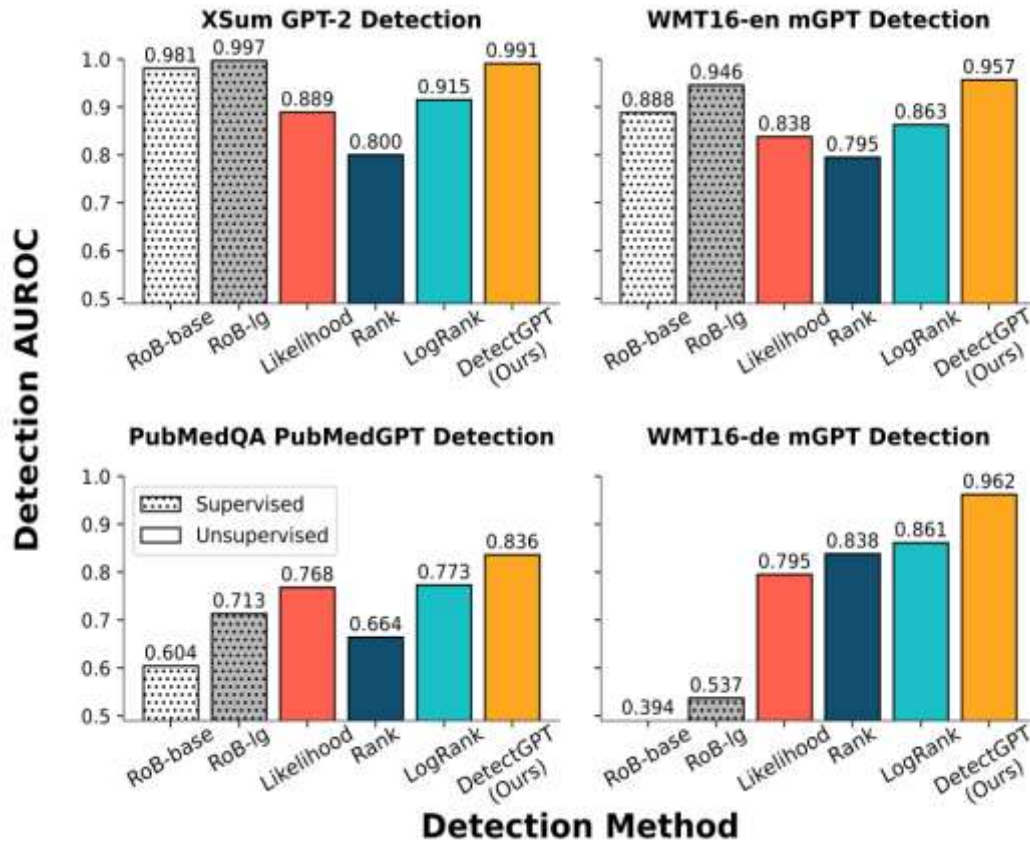 XSum GPT-2 Detection
1.0
0.9
0.8
0.7
0.6
0.5
0.981
0.997
0.889
0.800
0.915
0.991
RoB-base
RoB-lg
Likelihood
Rank
LogRank
DetectGPT
(Ours)
WMT16-en mGPT Detection
0.888
0.946
0.838
0.795
0.863
0.957
RoB-base
RoB-lg
Likelihood
Rank
LogRank
DetectGPT
(Ours)
Detection AUROC
PubMedQA PubMedGPT Detection
1.0
0.9
0.8
0.7
0.6
0.5
Supervised
Unsupervised
0.604
0.713
0.768
0.664
0.773
0.836
RoB-base
RoB-lg
Likelihood
Rank
LogRank
DetectGPT
(Ours)
WMT16-de mGPT Detection
0.394
0.537
0.795
0.838
0.861
0.962
RoB-base
RoB-lg
Likelihood
Rank
LogRank
DetectGPT
(Ours)
Detection Method